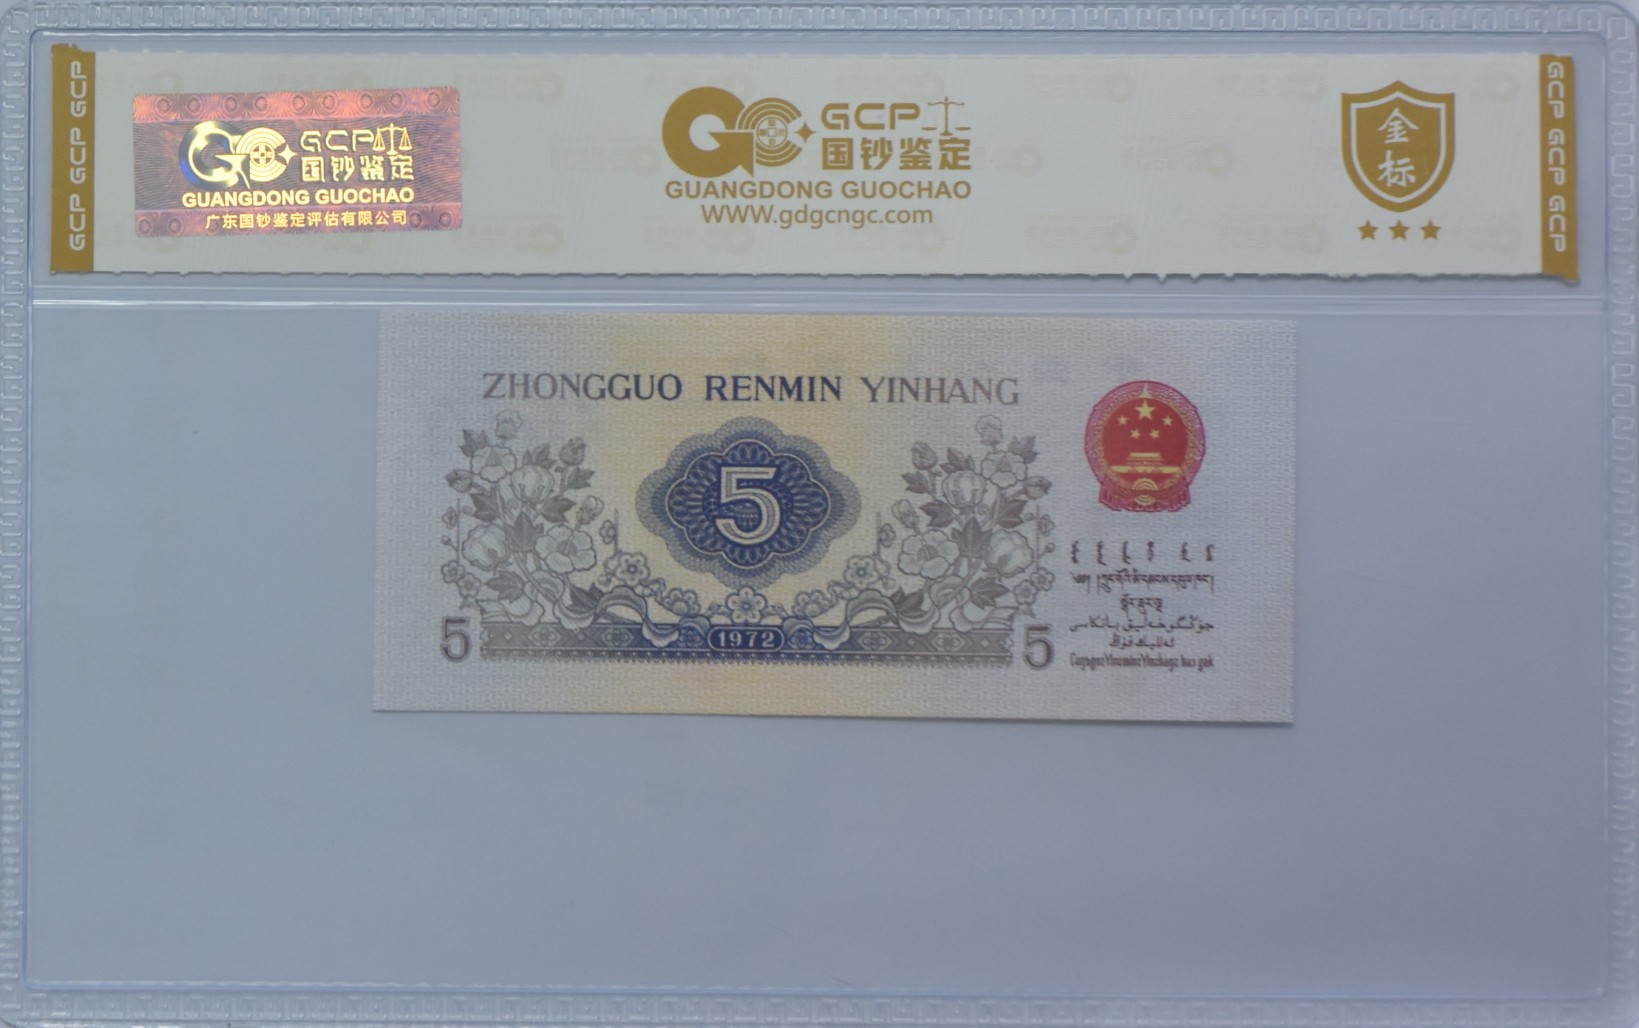 GCP GCP GCP
GCP
国钞鉴定
GUANGDONG GUOCHAO
广东国钞鉴定评估有限公司
GCP
国钞鉴定
GUANGDONG GUOCHAO
WWW.gdgcngc.com
金
标
GCP GCP GCP
ZHONGGUO RENMIN YINHANG
5
5
1972
5